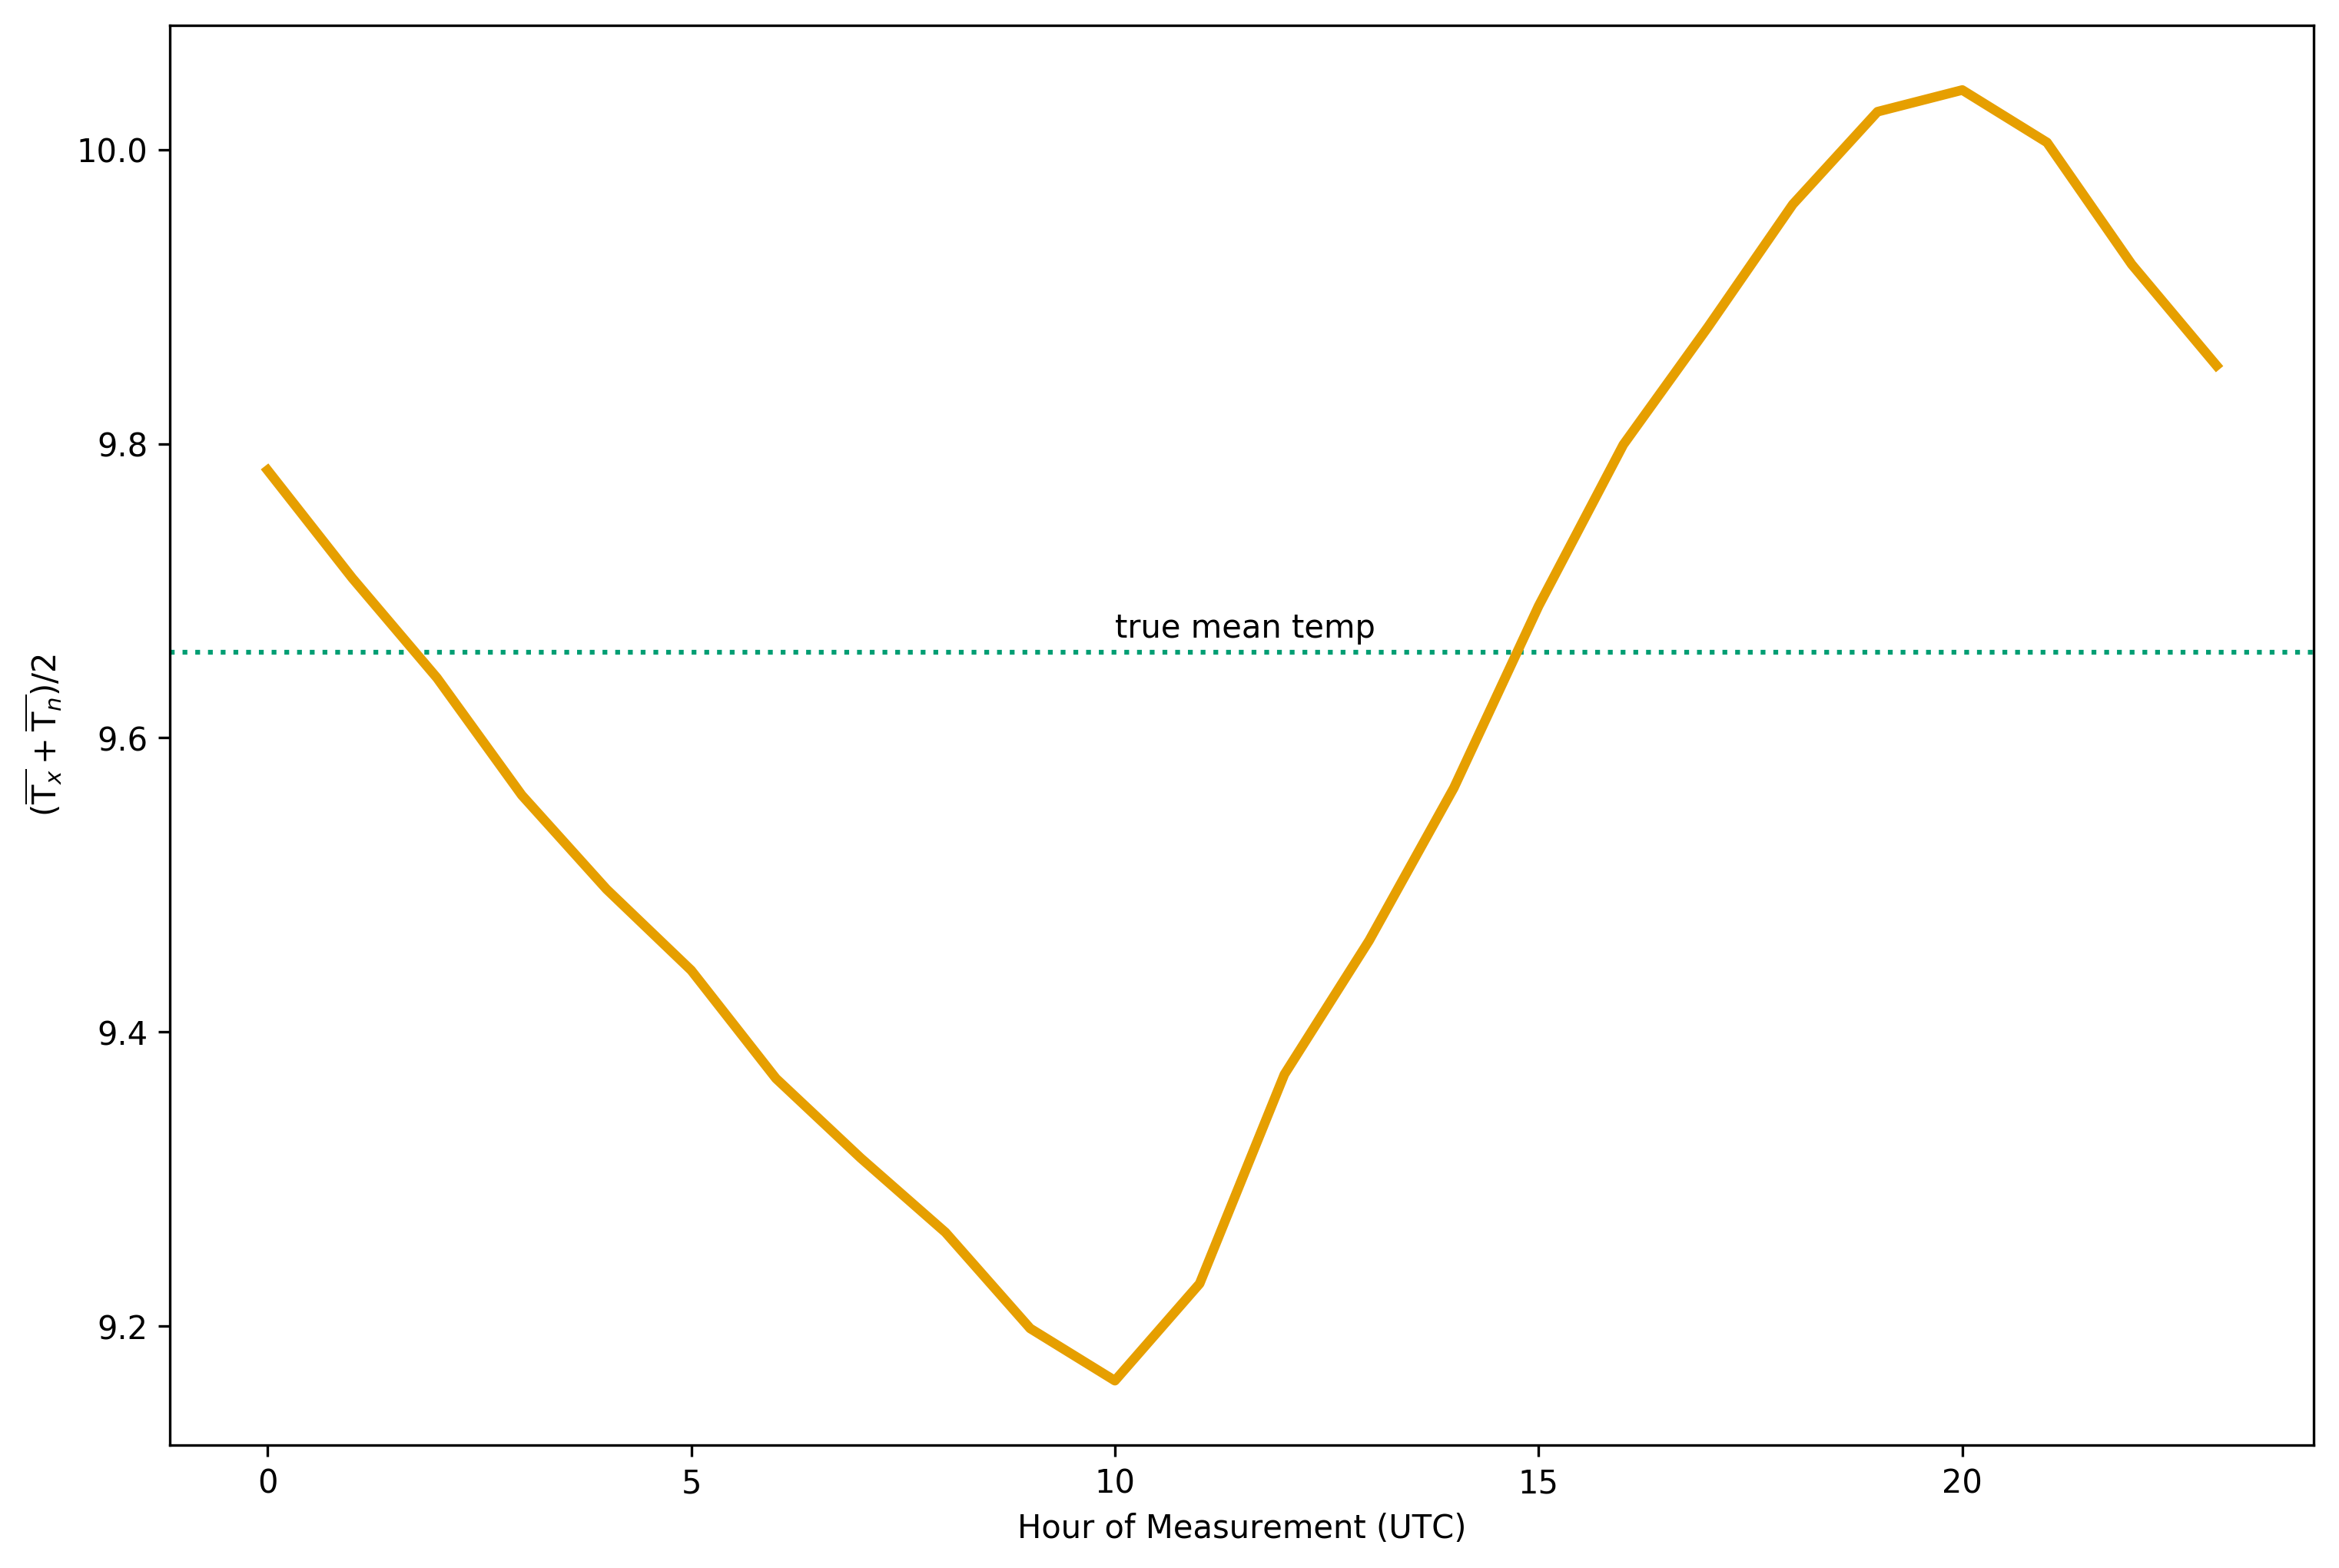 (T̅ₓ + T̅ₙ)/2
10.0
9.8
9.6
9.4
9.2
true mean temp
0 5 10 15 20
Hour of Measurement (UTC)